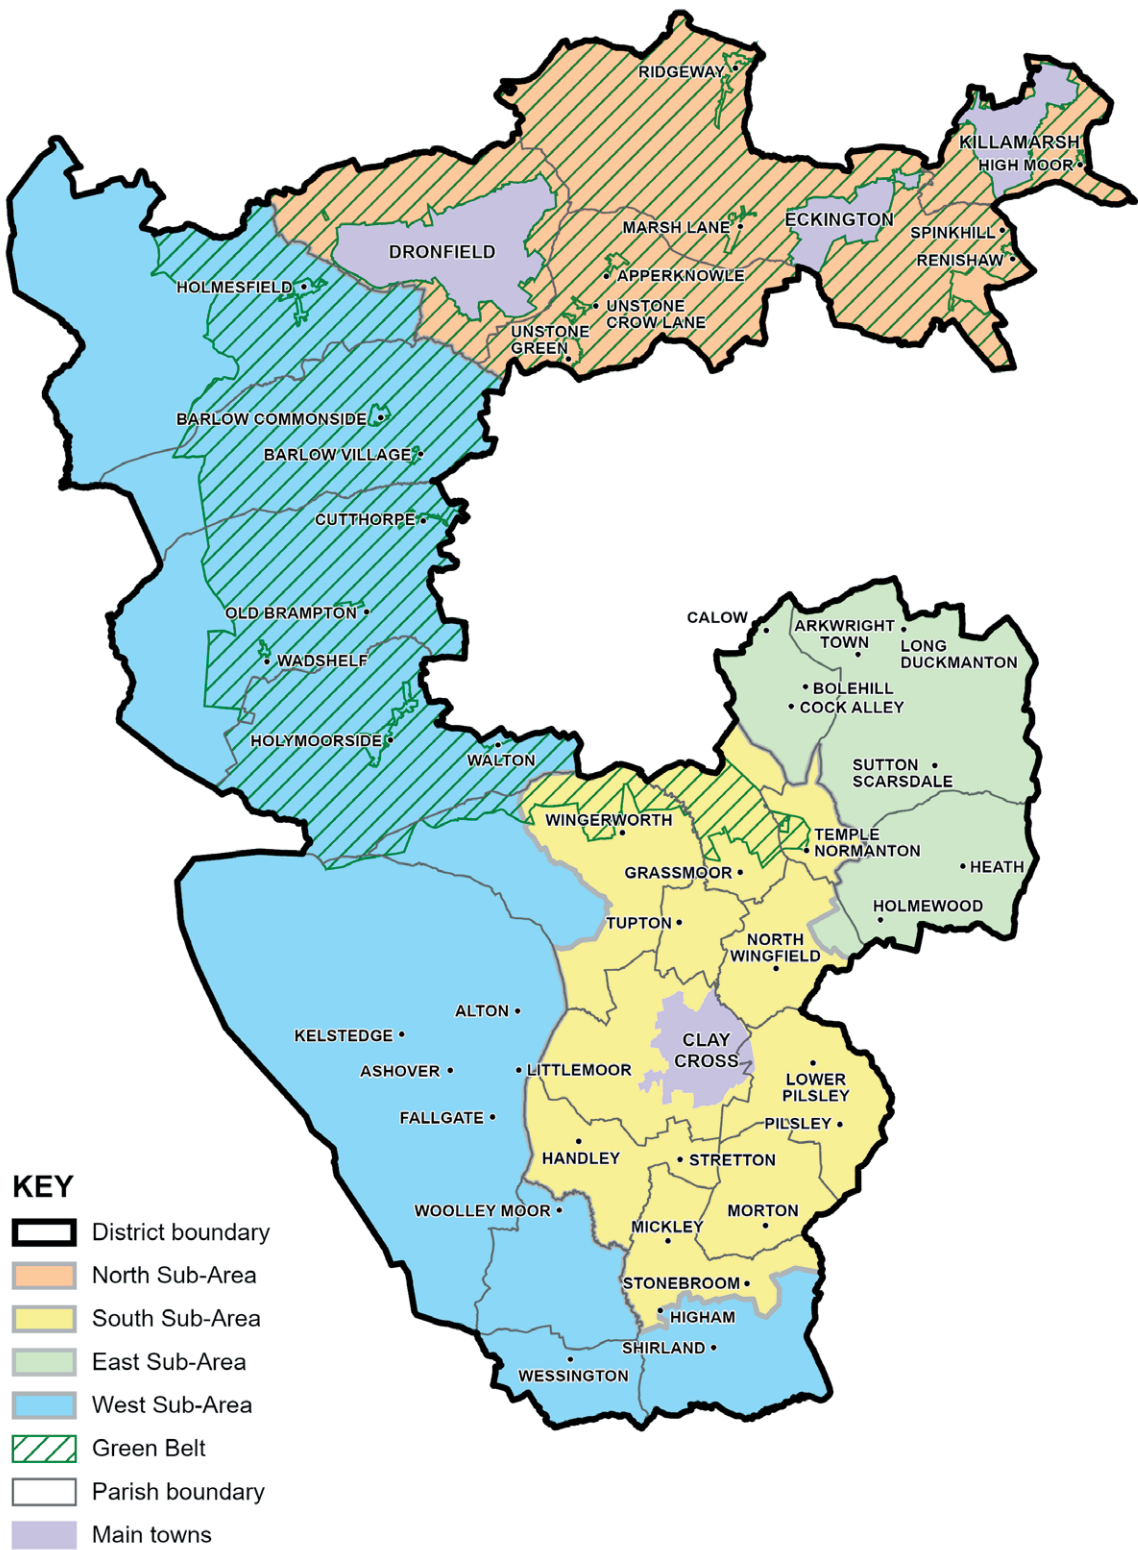 RIDGEWAY
KILLAMARSH
HIGH MOOR
ECKINGTON
MARSH LANE
SPINKHILL
DRONFIELD
RENISHAW
APPERKNOWLE
HOLMESFIELD
UNSTONE
CROW LANE
UNSTONE
GREEN
BARLOW COMMONSIDE
BARLOW VILLAGE
CUTTHORPE
OLD BRAMPTON
CALOW
ARKWRIGHT
TOWN
LONG
DUCKMANTON
WADSHELF
BOLEHILL
COCK ALLEY
HOLYMOORSIDE
WALTON
SUTTON
SCARSDALE
WINGERWORTH
TEMPLE
NORMANTON
GRASSMOOR
HEATH
HOLMEWOOD
TUPTON
NORTH
WINGFIELD
ALTON
KELSTEDGE
CLAY
CROSS
ASHOVER
LITTLEMOOR
LOWER
PILSLEY
FALLGATE
PILSLEY
HANDLEY
STRETTON
WOOLLEY MOOR
MORTON
MICKLEY
STONEBROOM
HIGHAM
SHIRLAND
WESSINGTON
KEY
District boundary
North Sub-Area
South Sub-Area
East Sub-Area
West Sub-Area
Green Belt
Parish boundary
Main towns